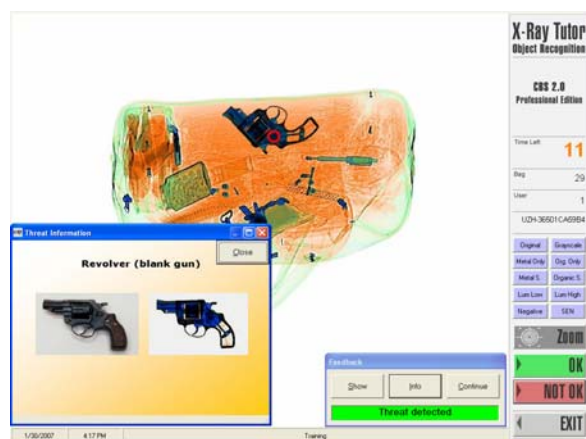 X-Ray Tutor
Object Recognition
CBS 2.0
Professional Edition
Time Left
11
Bag
29
User
1
UZH-36501CA69B4
Original Grayscale
Metal Only Org. Only
Metal S. Organic S.
Lum Low Lum High
Negative SEN
Zoom
OK
NOT OK
EXIT
Threat Information
Close
Revolver (blank gun)
Feedback
Show Info Continue
Threat detected
1/30/2007 4:17 PM Training